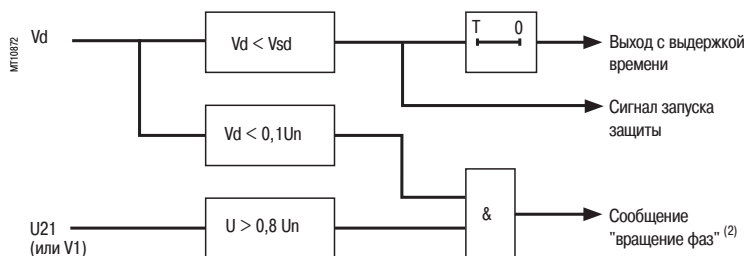 MT10872
Vd
Vd < Vsd
T 0
Выход с выдержкой
времени
Сигнал запуска
защиты
Vd < 0,1Un
U21
(или V1)
U > 0,8 Un
&
Сообщение
"вращение фаз" (2)